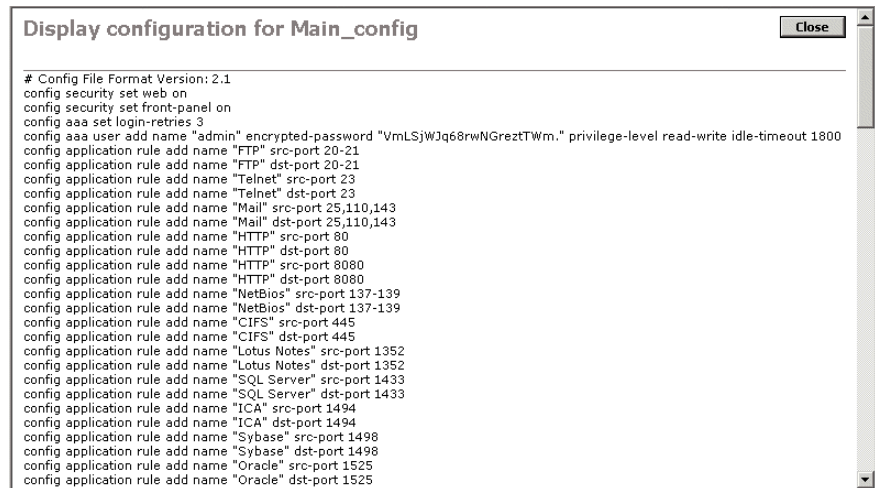 Display configuration for Main_config
Close
# Config File Format Version: 2.1
config security set web on
config security set front-panel on
config aaa set login-retries 3
config aaa user add name "admin" encrypted-password "VmLSjWJq68rwNGreztTWm." privilege-level read-write idle-timeout 1800
config application rule add name "FTP" src-port 20-21
config application rule add name "FTP" dst-port 20-21
config application rule add name "Telnet" src-port 23
config application rule add name "Telnet" dst-port 23
config application rule add name "Mail" src-port 25,110,143
config application rule add name "Mail" dst-port 25,110,143
config application rule add name "HTTP" src-port 80
config application rule add name "HTTP" dst-port 80
config application rule add name "HTTP" src-port 8080
config application rule add name "HTTP" dst-port 8080
config application rule add name "NetBios" src-port 137-139
config application rule add name "NetBios" dst-port 137-139
config application rule add name "CIFS" src-port 445
config application rule add name "CIFS" dst-port 445
config application rule add name "Lotus Notes" src-port 1352
config application rule add name "Lotus Notes" dst-port 1352
config application rule add name "SQL Server" src-port 1433
config application rule add name "SQL Server" dst-port 1433
config application rule add name "ICA" src-port 1494
config application rule add name "ICA" dst-port 1494
config application rule add name "Sybase" src-port 1498
config application rule add name "Sybase" dst-port 1498
config application rule add name "Oracle" src-port 1525
config application rule add name "Oracle" dst-port 1525